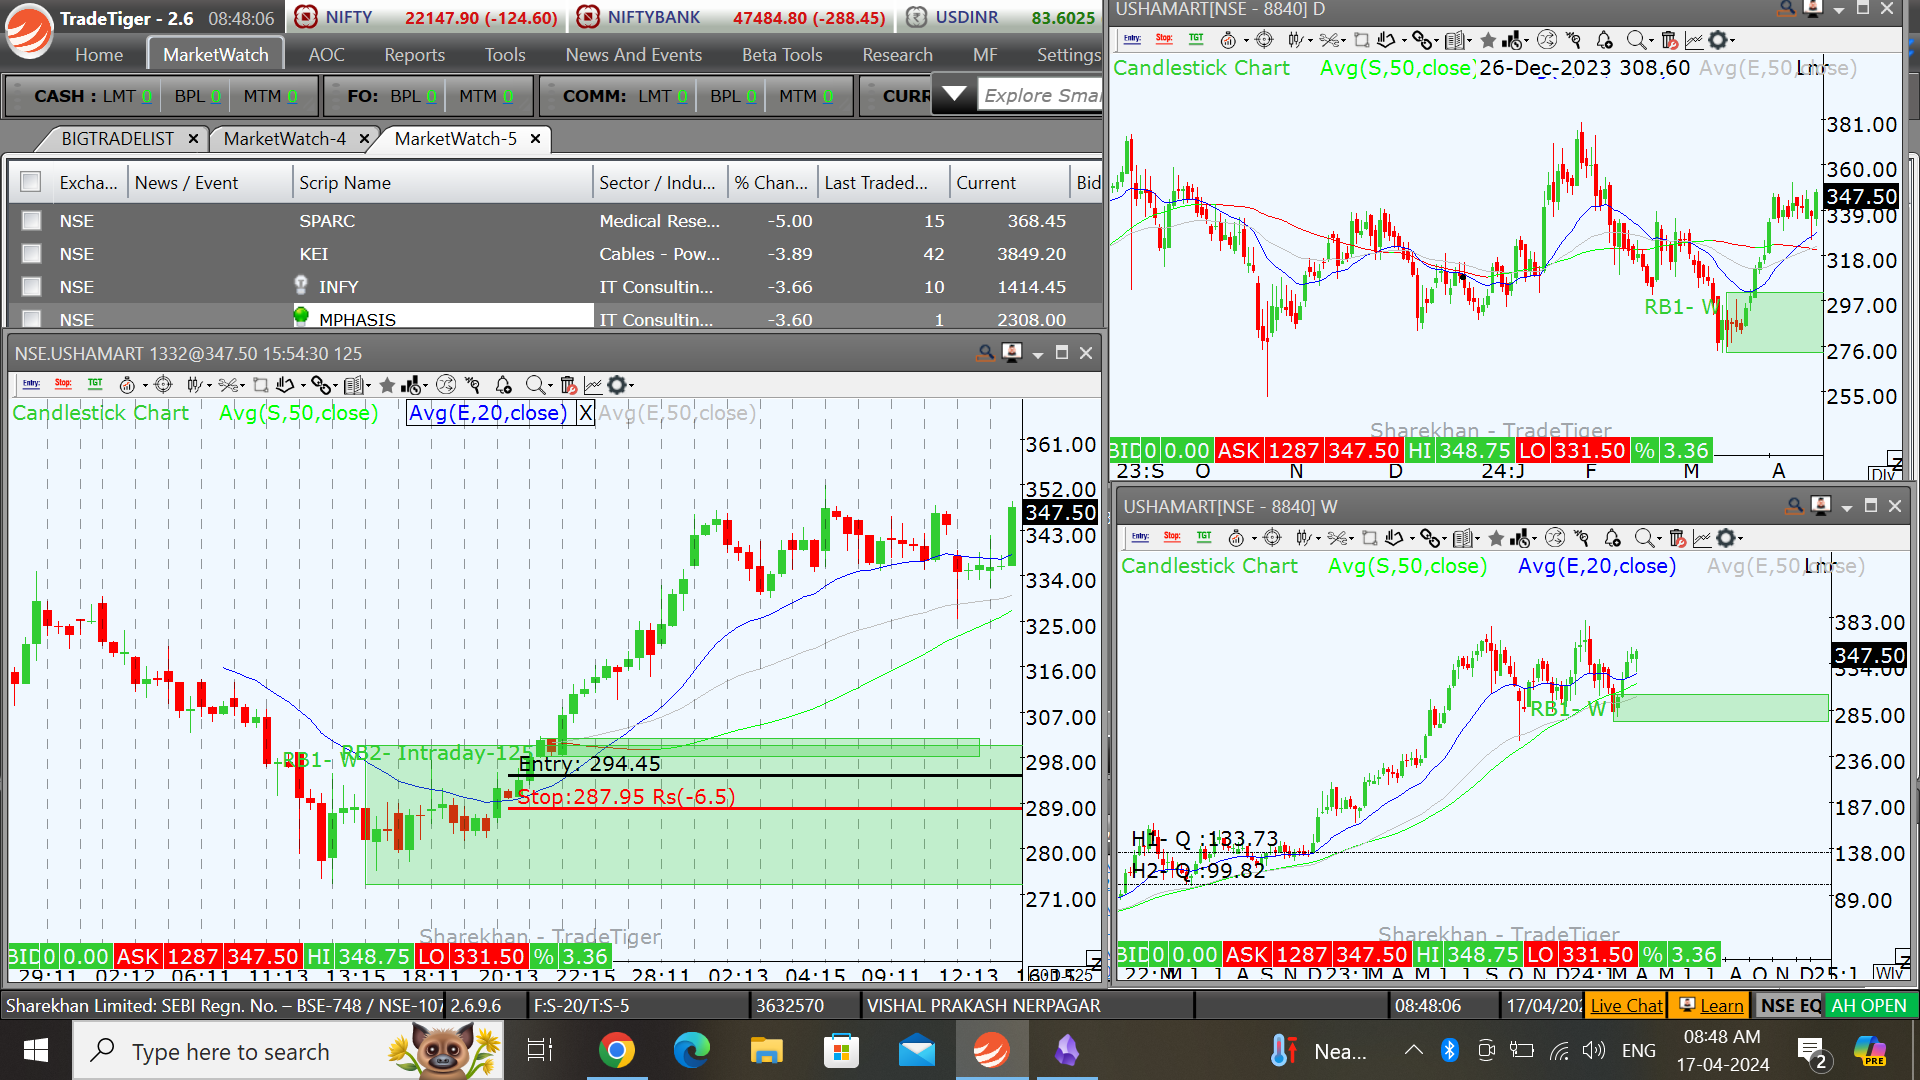 TradeTiger - 2.6 08:48:06 NIFTY 22147.90 (-124.60) NIFTYBANK 47484.80 (-288.45) USDINR 83.6025
Home MarketWatch AOC Reports Tools News And Events Beta Tools Research MF Settings
CASH : LMT 0 BPL 0 MTM 0 FO: BPL 0 MTM 0 COMM: LMT 0 BPL 0 MTM 0 CURR Explore Smar
BIGTRADELIST × MarketWatch-4 × MarketWatch-5 ×
Excha... News / Event Scrip Name Sector / Indu... % Chan... Last Traded... Current Bid
NSE SPARC Medical Rese... -5.00 15 368.45
NSE KEI Cables - Pow... -3.89 42 3849.20
NSE INFY IT Consultin... -3.66 10 1414.45
NSE MPHASIS IT Consultin... -3.60 1 2308.00
NSE.USHAMART 1332@347.50 15:54:30 125
Entry: Stop: TGT
Candlestick Chart Avg(S,50,close) Avg(E,20,close) X Avg(E,50,close)
361.00
352.00
347.50
343.00
334.00
325.00
316.00
307.00
298.00
289.00
280.00
271.00
RB1- W
RB2- Intraday-125
Entry: 294.45
Stop:287.95 Rs(-6.5)
Sharekhan - TradeTiger
BID 0 0.00 ASK 1287 347.50 HI 348.75 LO 331.50 % 3.36
29:11 02:12 06:11 11:13 13:15 18:11 20:13 22:15 28:11 02:13 04:15 09:11 12:13
USHAMART[NSE - 8840] D
Entry: Stop: TGT
Candlestick Chart Avg(S,50,close) 26-Dec-2023 308.60 Avg(E,50,close)
381.00
360.00
347.50
339.00
318.00
297.00
276.00
255.00
RB1- W
Sharekhan - TradeTiger
BID 0 0.00 ASK 1287 347.50 HI 348.75 LO 331.50 % 3.36
23:S O N D 24:J F M A
Dly
USHAMART[NSE - 8840] W
Entry: Stop: TGT
Candlestick Chart Avg(S,50,close) Avg(E,20,close) Avg(E,50,close)
383.00
347.50
334.00
285.00
236.00
187.00
138.00
89.00
RB1- W
H1- Q :133.73
H2- Q :99.82
Sharekhan - TradeTiger
BID 0 0.00 ASK 1287 347.50 HI 348.75 LO 331.50 % 3.36
Wly
Sharekhan Limited: SEBI Regn. No. – BSE-748 / NSE-107 2.6.9.6 F:S-20/T:S-5 3632570 VISHAL PRAKASH NERPAGAR 08:48:06 17/04/202 Live Chat Learn NSE EQ AH OPEN
Type here to search Nea... ENG 08:48 AM
17-04-2024
2
PRE